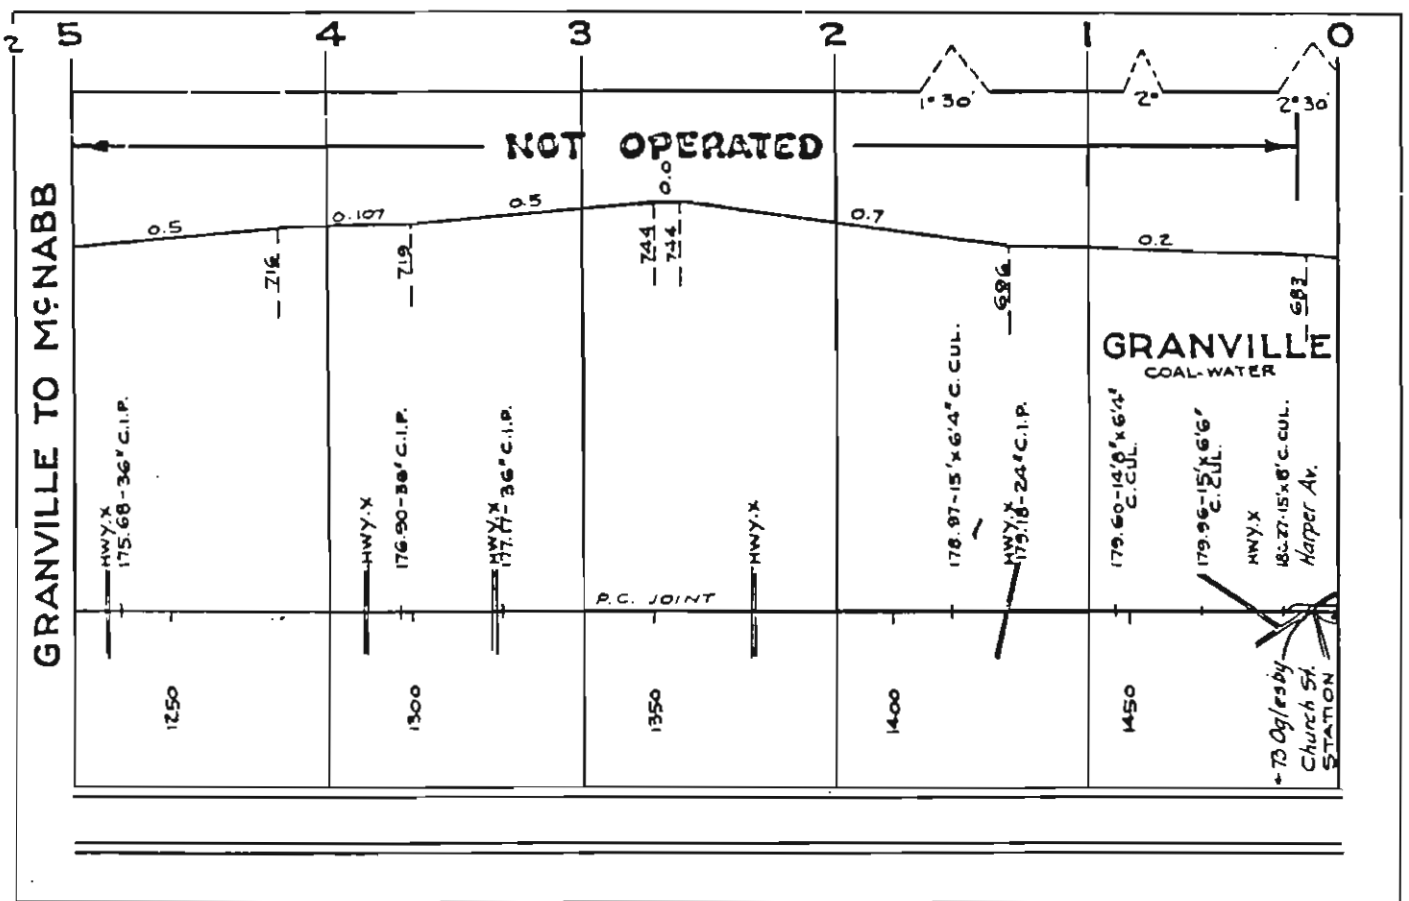 2
5
4
3
2
1
0
1° 30'
2°
2° 30'
NOT OPERATED
0.5
0.107
0.5
0.0
0.7
0.2
716
719
744
744
686
683
GRANVILLE TO McNABB
GRANVILLE
COAL-WATER
HWY.X
175.68-36" C.I.P.
HWY.X
176.90-36" C.I.P.
HWY.X
177.17-36" C.I.P.
HWY.X
178.97-15'x6'4" C.CUL.
HWY.X
179.18-24" C.I.P.
179.60-14'8"x6'4"
C.CUL.
179.96-15'x6'6"
C.CUL.
HWY.X
180.27-15'x8' C.CUL.
Harper Av.
P.C. JOINT
1250
1300
1350
1400
1450
73 Oglesby
Church St.
STATION